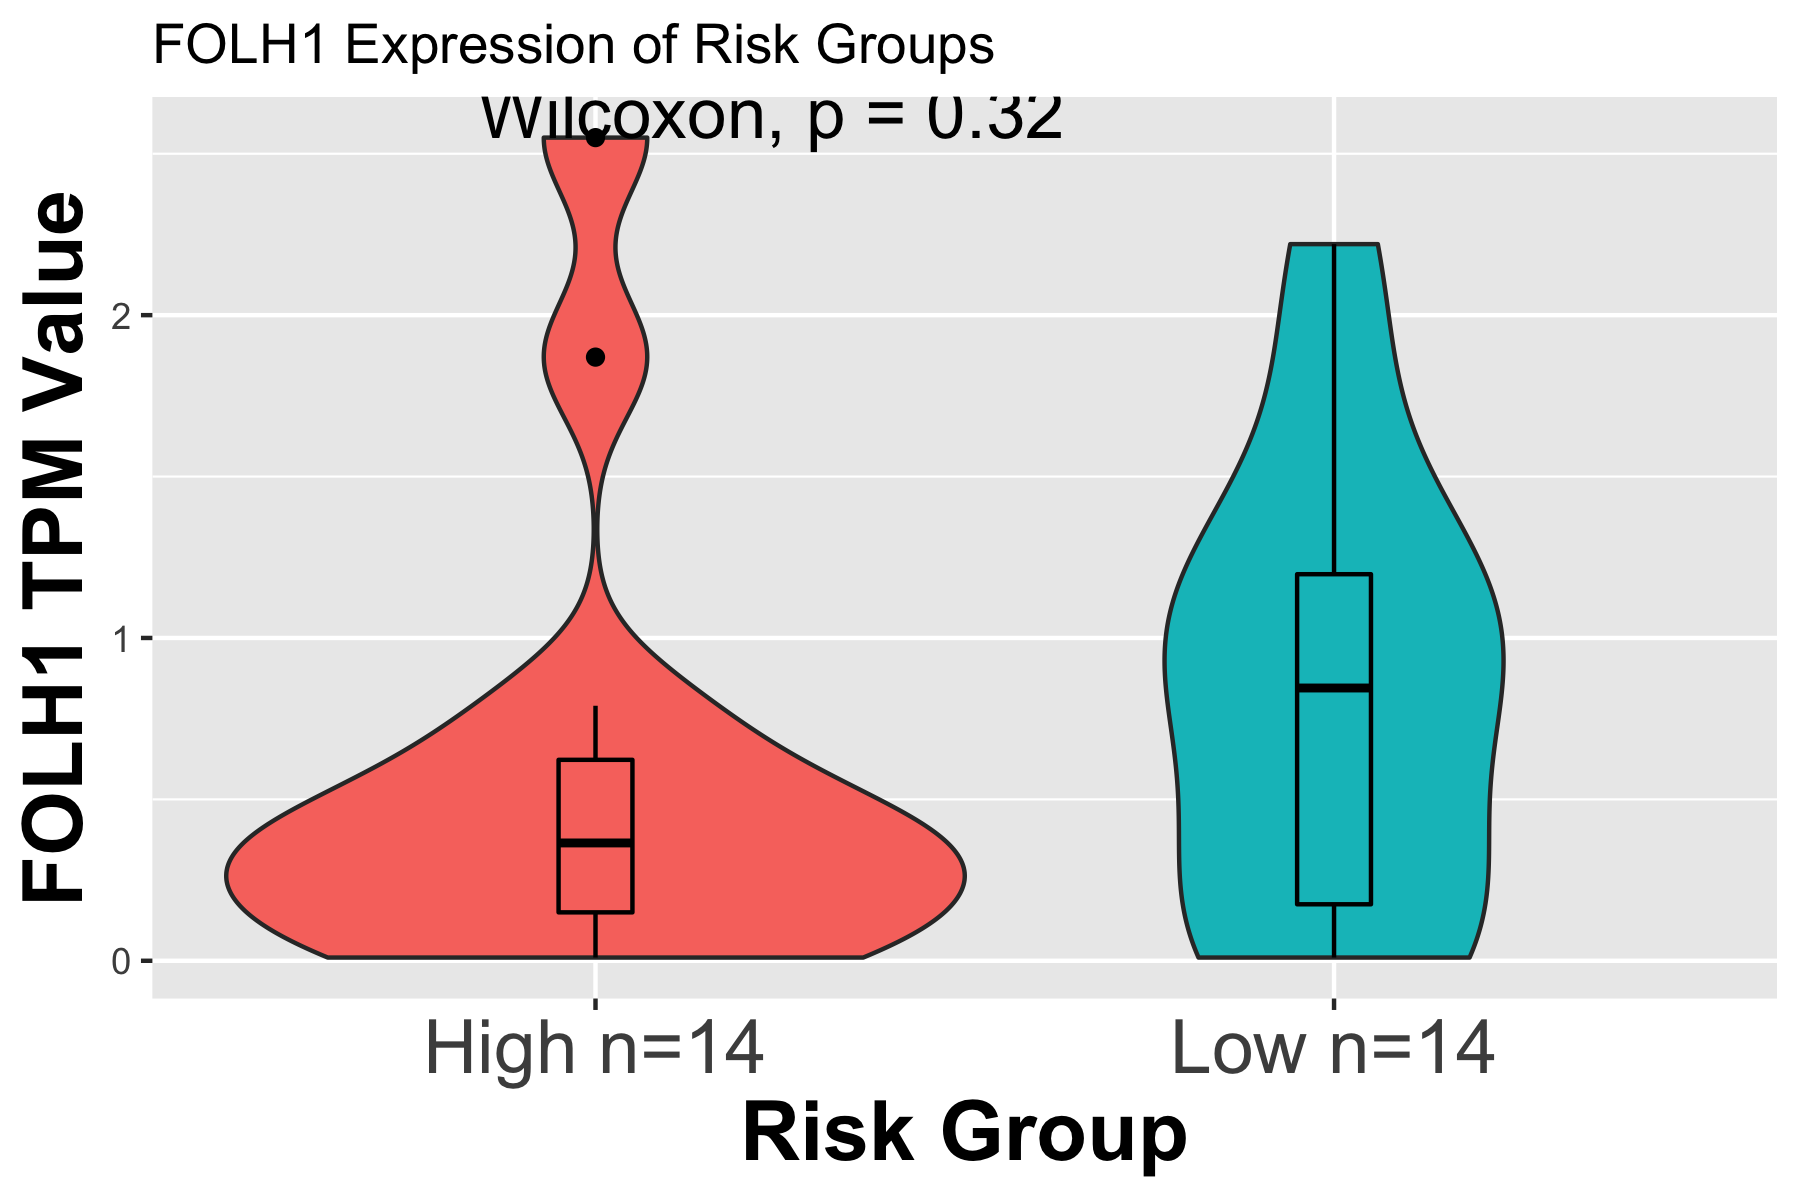 FOLH1 Expression of Risk Groups
Wilcoxon, p = 0.32
FOLH1 TPM Value
2
1
0
High n=14
Low n=14
Risk Group